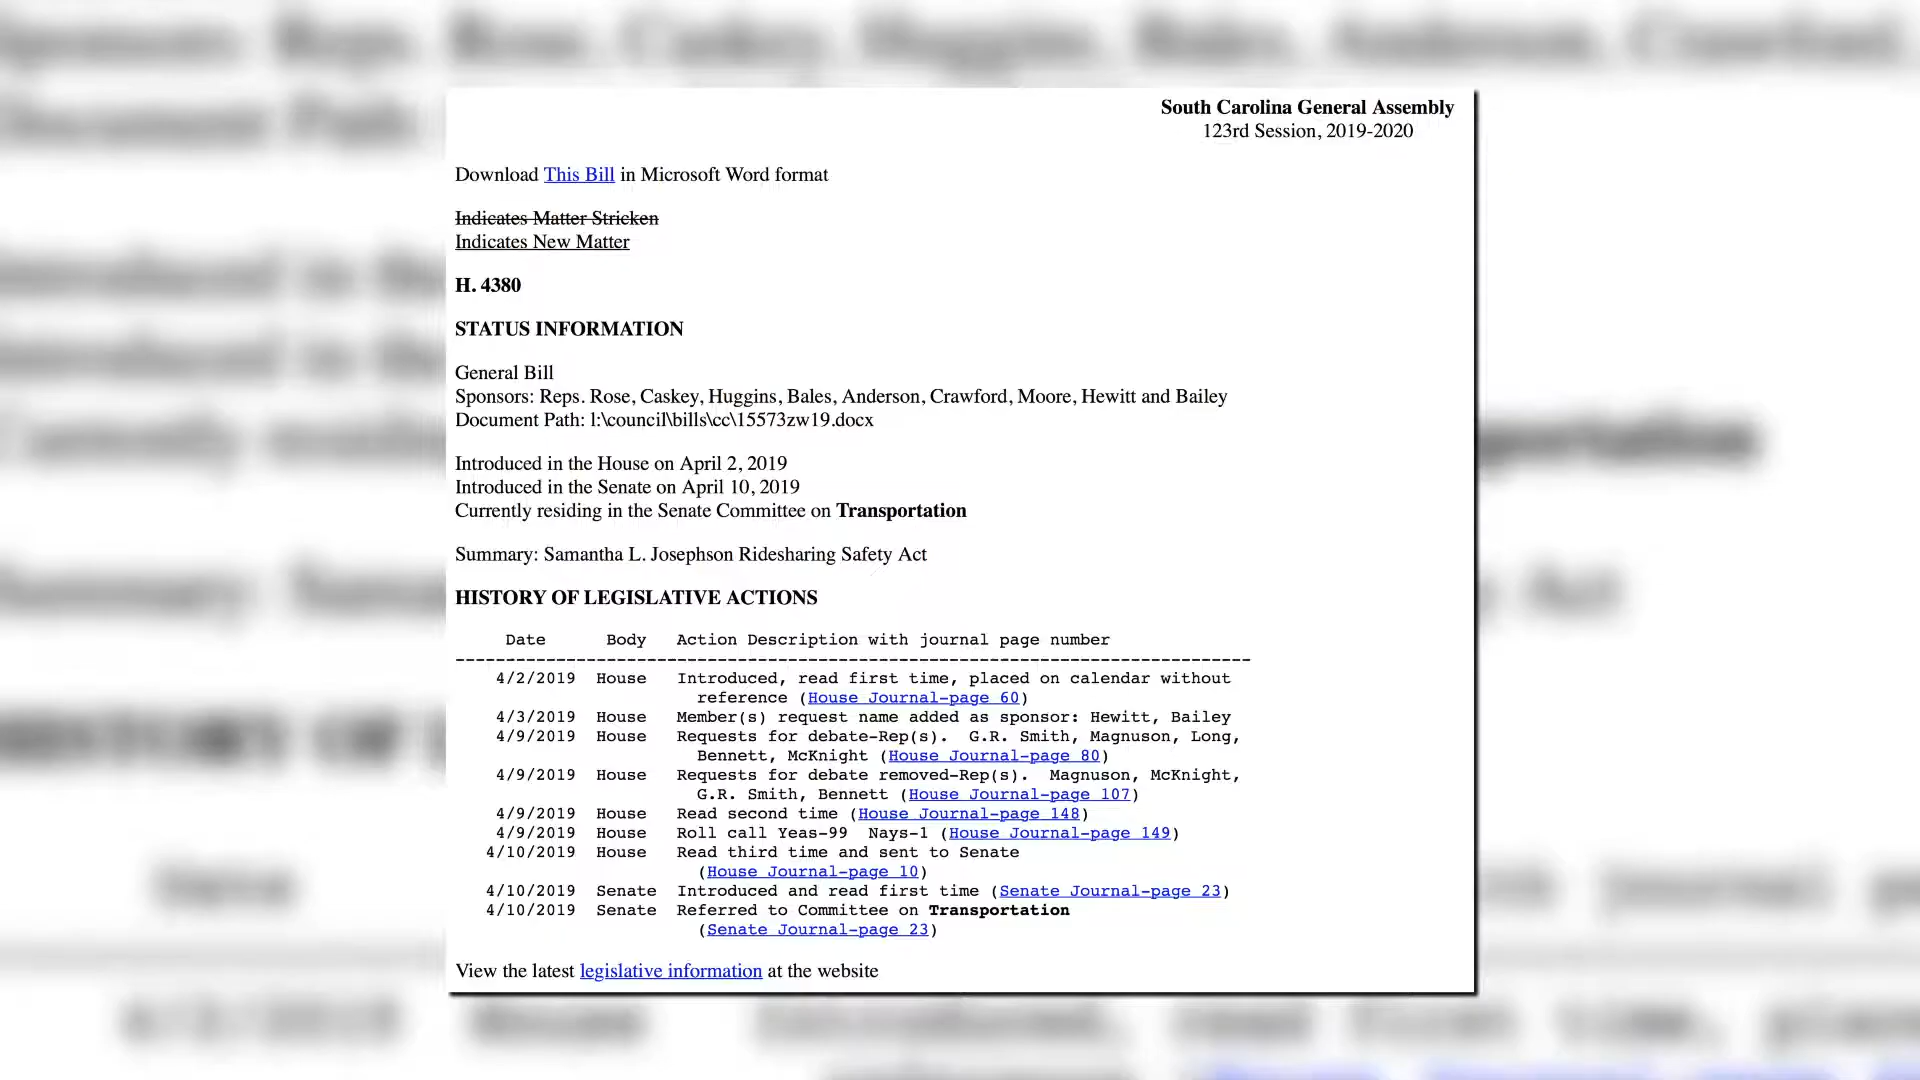 South Carolina General Assembly
123rd Session, 2019-2020
Download This Bill in Microsoft Word format
Indicates Matter Stricken
Indicates New Matter
H. 4380
STATUS INFORMATION
General Bill
Sponsors: Reps. Rose, Caskey, Huggins, Bales, Anderson, Crawford, Moore, Hewitt and Bailey
Document Path: l:\council\bills\cc\15573zw19.docx
Introduced in the House on April 2, 2019
Introduced in the Senate on April 10, 2019
Currently residing in the Senate Committee on Transportation
Summary: Samantha L. Josephson Ridesharing Safety Act
HISTORY OF LEGISLATIVE ACTIONS
Date Body Action Description with journal page number
-------------------------------------------------------------------------------
4/2/2019 House Introduced, read first time, placed on calendar without
reference (House Journal-page 60)
4/3/2019 House Member(s) request name added as sponsor: Hewitt, Bailey
4/9/2019 House Requests for debate-Rep(s). G.R. Smith, Magnuson, Long,
Bennett, McKnight (House Journal-page 80)
4/9/2019 House Requests for debate removed-Rep(s). Magnuson, McKnight,
G.R. Smith, Bennett (House Journal-page 107)
4/9/2019 House Read second time (House Journal-page 148)
4/9/2019 House Roll call Yeas-99 Nays-1 (House Journal-page 149)
4/10/2019 House Read third time and sent to Senate
(House Journal-page 10)
4/10/2019 Senate Introduced and read first time (Senate Journal-page 23)
4/10/2019 Senate Referred to Committee on Transportation
(Senate Journal-page 23)
View the latest legislative information at the website